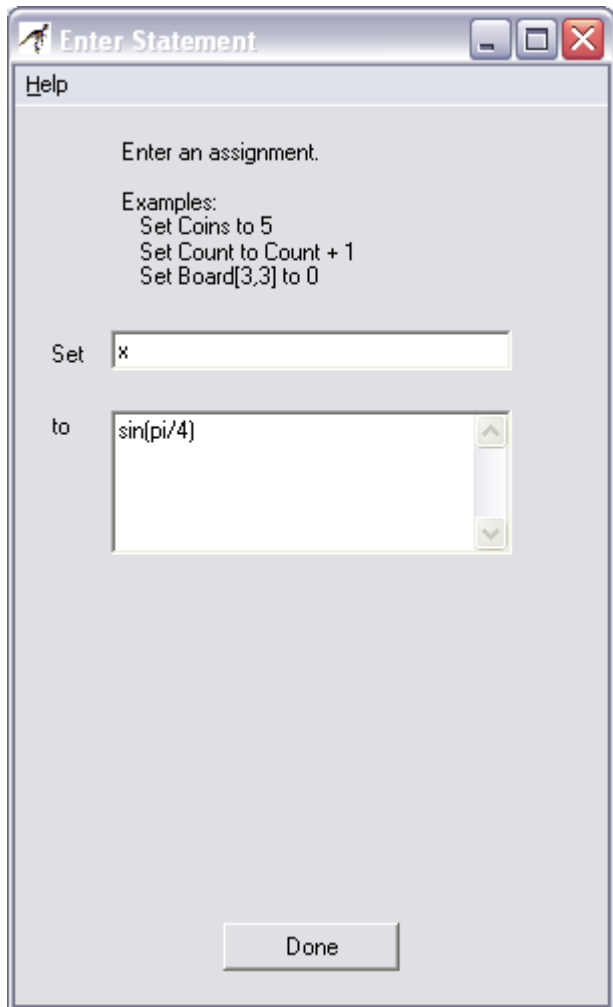 Enter Statement
Help
Enter an assignment.
Examples:
Set Coins to 5
Set Count to Count + 1
Set Board[3,3] to 0
Set x
to sin(pi/4)
Done